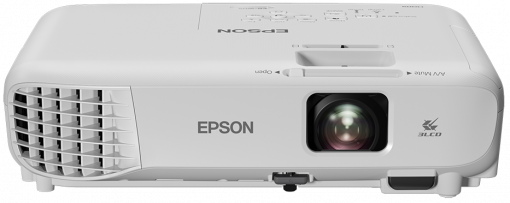 EPSON
◄ Open
A/V Mute ►
EPSON
3LCD